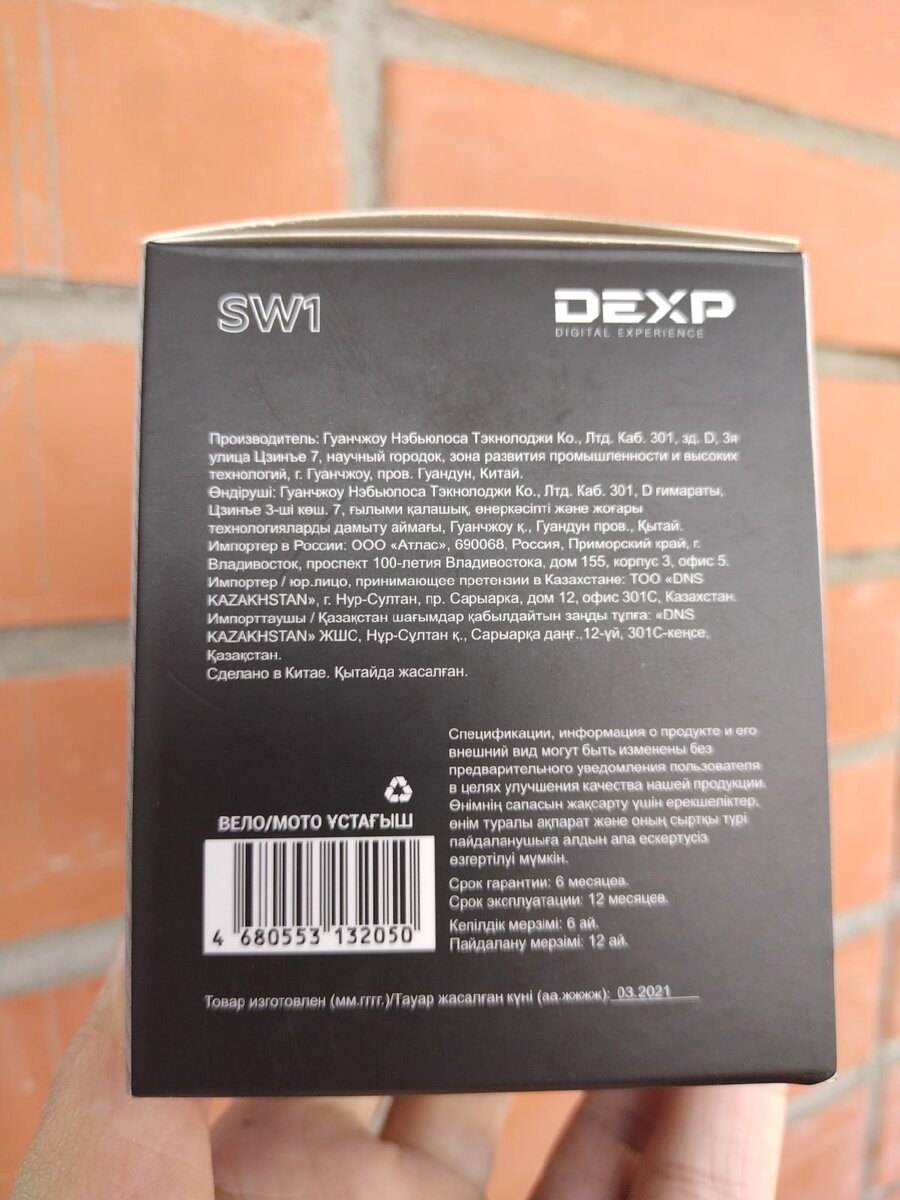 SW1
DEXP
DIGITAL EXPERIENCE
Производитель: Гуанчжоу Нэбьюлоса Тэкнолоджи Ко., Лтд. Каб. 301, зд. D, 3я
улица Цзинъе 7, научный городок, зона развития промышленности и высоких
технологий, г. Гуанчжоу, пров. Гуандун, Китай.
Өндіруші: Гуанчжоу Нэбьюлоса Тэкнолоджи Ко., Лтд. Каб. 301, D ғимараты,
Цзинъе 3-ші көш. 7, ғылыми қалашық, өнеркәсіпті және жоғары
технологияларды дамыту аймағы, Гуанчжоу қ., Гуандун пров., Қытай.
Импортер в России: ООО «Атлас», 690068, Россия, Приморский край, г.
Владивосток, проспект 100-летия Владивостока, дом 155, корпус 3, офис 5.
Импортер / юр.лицо, принимающее претензии в Казахстане: ТОО «DNS
KAZAKHSTAN», г. Нур-Султан, пр. Сарыарка, дом 12, офис 301С, Казахстан.
Импорттаушы / Қазақстан шағымдар қабылдайтын заңды тұлға: «DNS
KAZAKHSTAN» ЖШС, Нұр-Сұлтан қ., Сарыарқа даңғ.,12-үй, 301С-кеңсе,
Қазақстан.
Сделано в Китае. Қытайда жасалған.
Спецификации, информация о продукте и его
внешний вид могут быть изменены без
предварительного уведомления пользователя
в целях улучшения качества нашей продукции.
Өнімнің сапасын жақсарту үшін ерекшеліктер,
өнім туралы ақпарат және оның сыртқы түрі
пайдаланушыға алдын ала ескертусіз
өзгертілуі мүмкін.
Срок гарантии: 6 месяцев.
Срок эксплуатации: 12 месяцев.
Кепілдік мерзімі: 6 ай.
Пайдалану мерзімі: 12 ай.
ВЕЛО/МОТО ҰСТАҒЫШ
4 680553 132050
Товар изготовлен (мм.гггг.)/Тауар жасалған күні (аа.жжжж): 03.2021